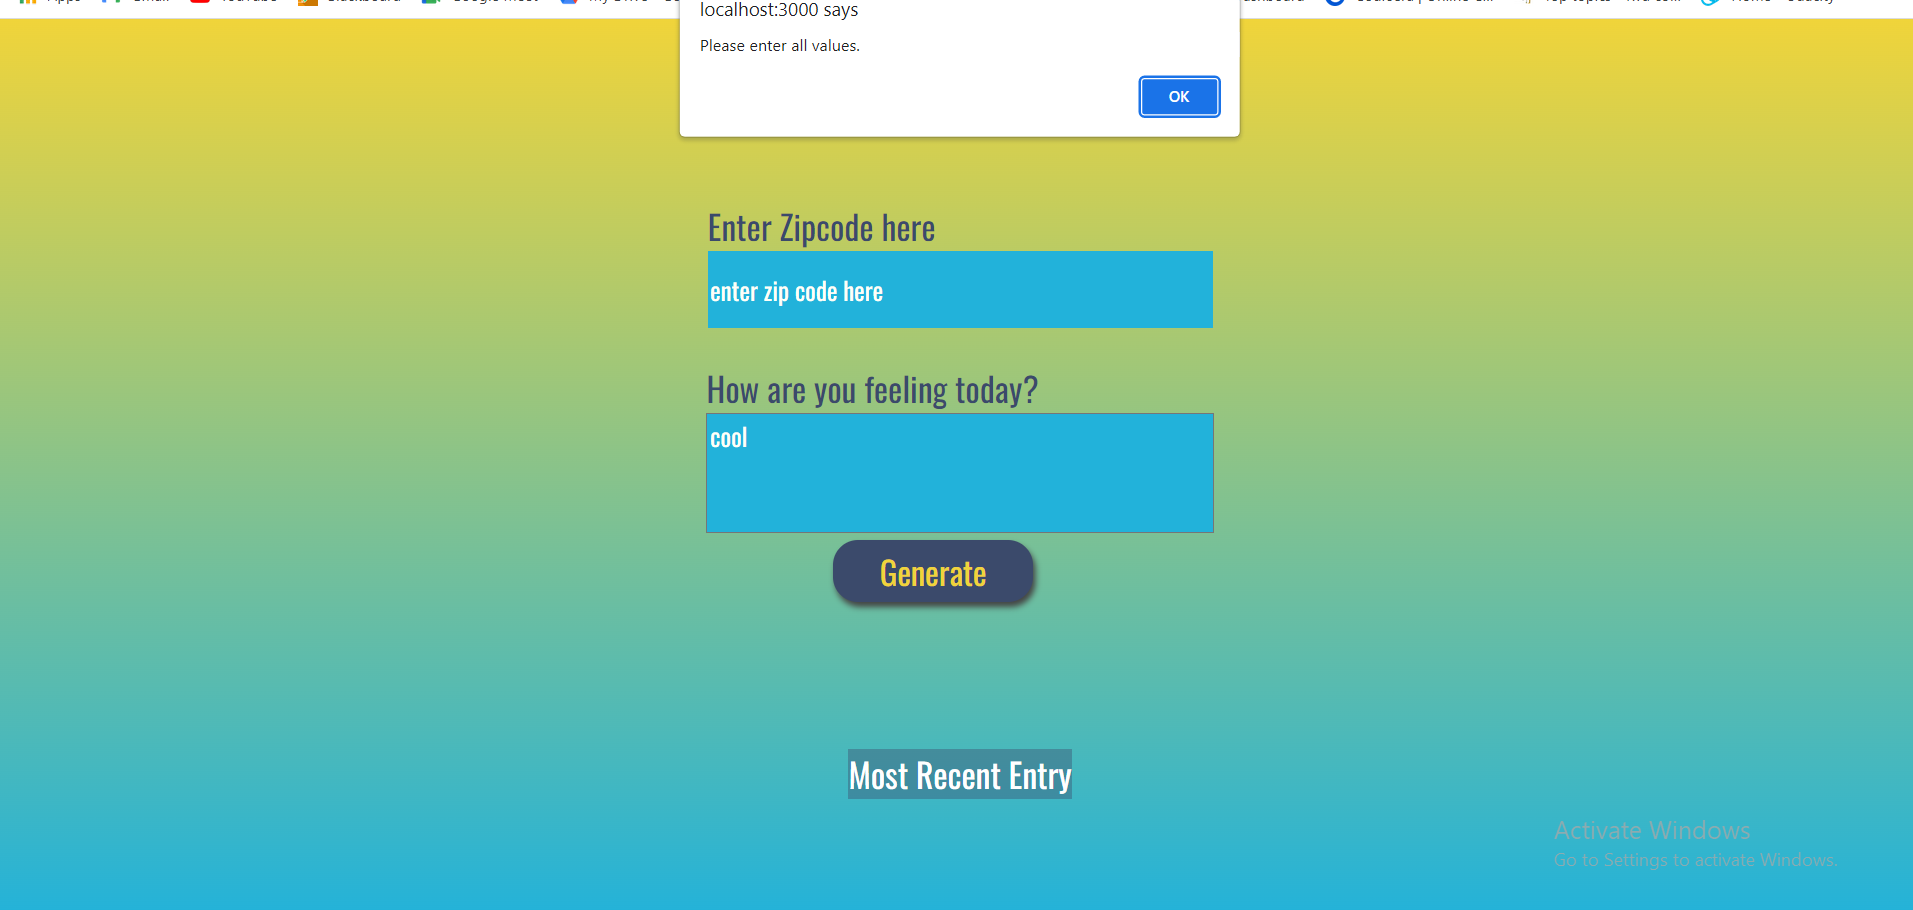 localhost:3000 says
Please enter all values.
OK
Enter Zipcode here
enter zip code here
How are you feeling today?
cool
Generate
Most Recent Entry
Activate Windows
Go to Settings to activate Windows.